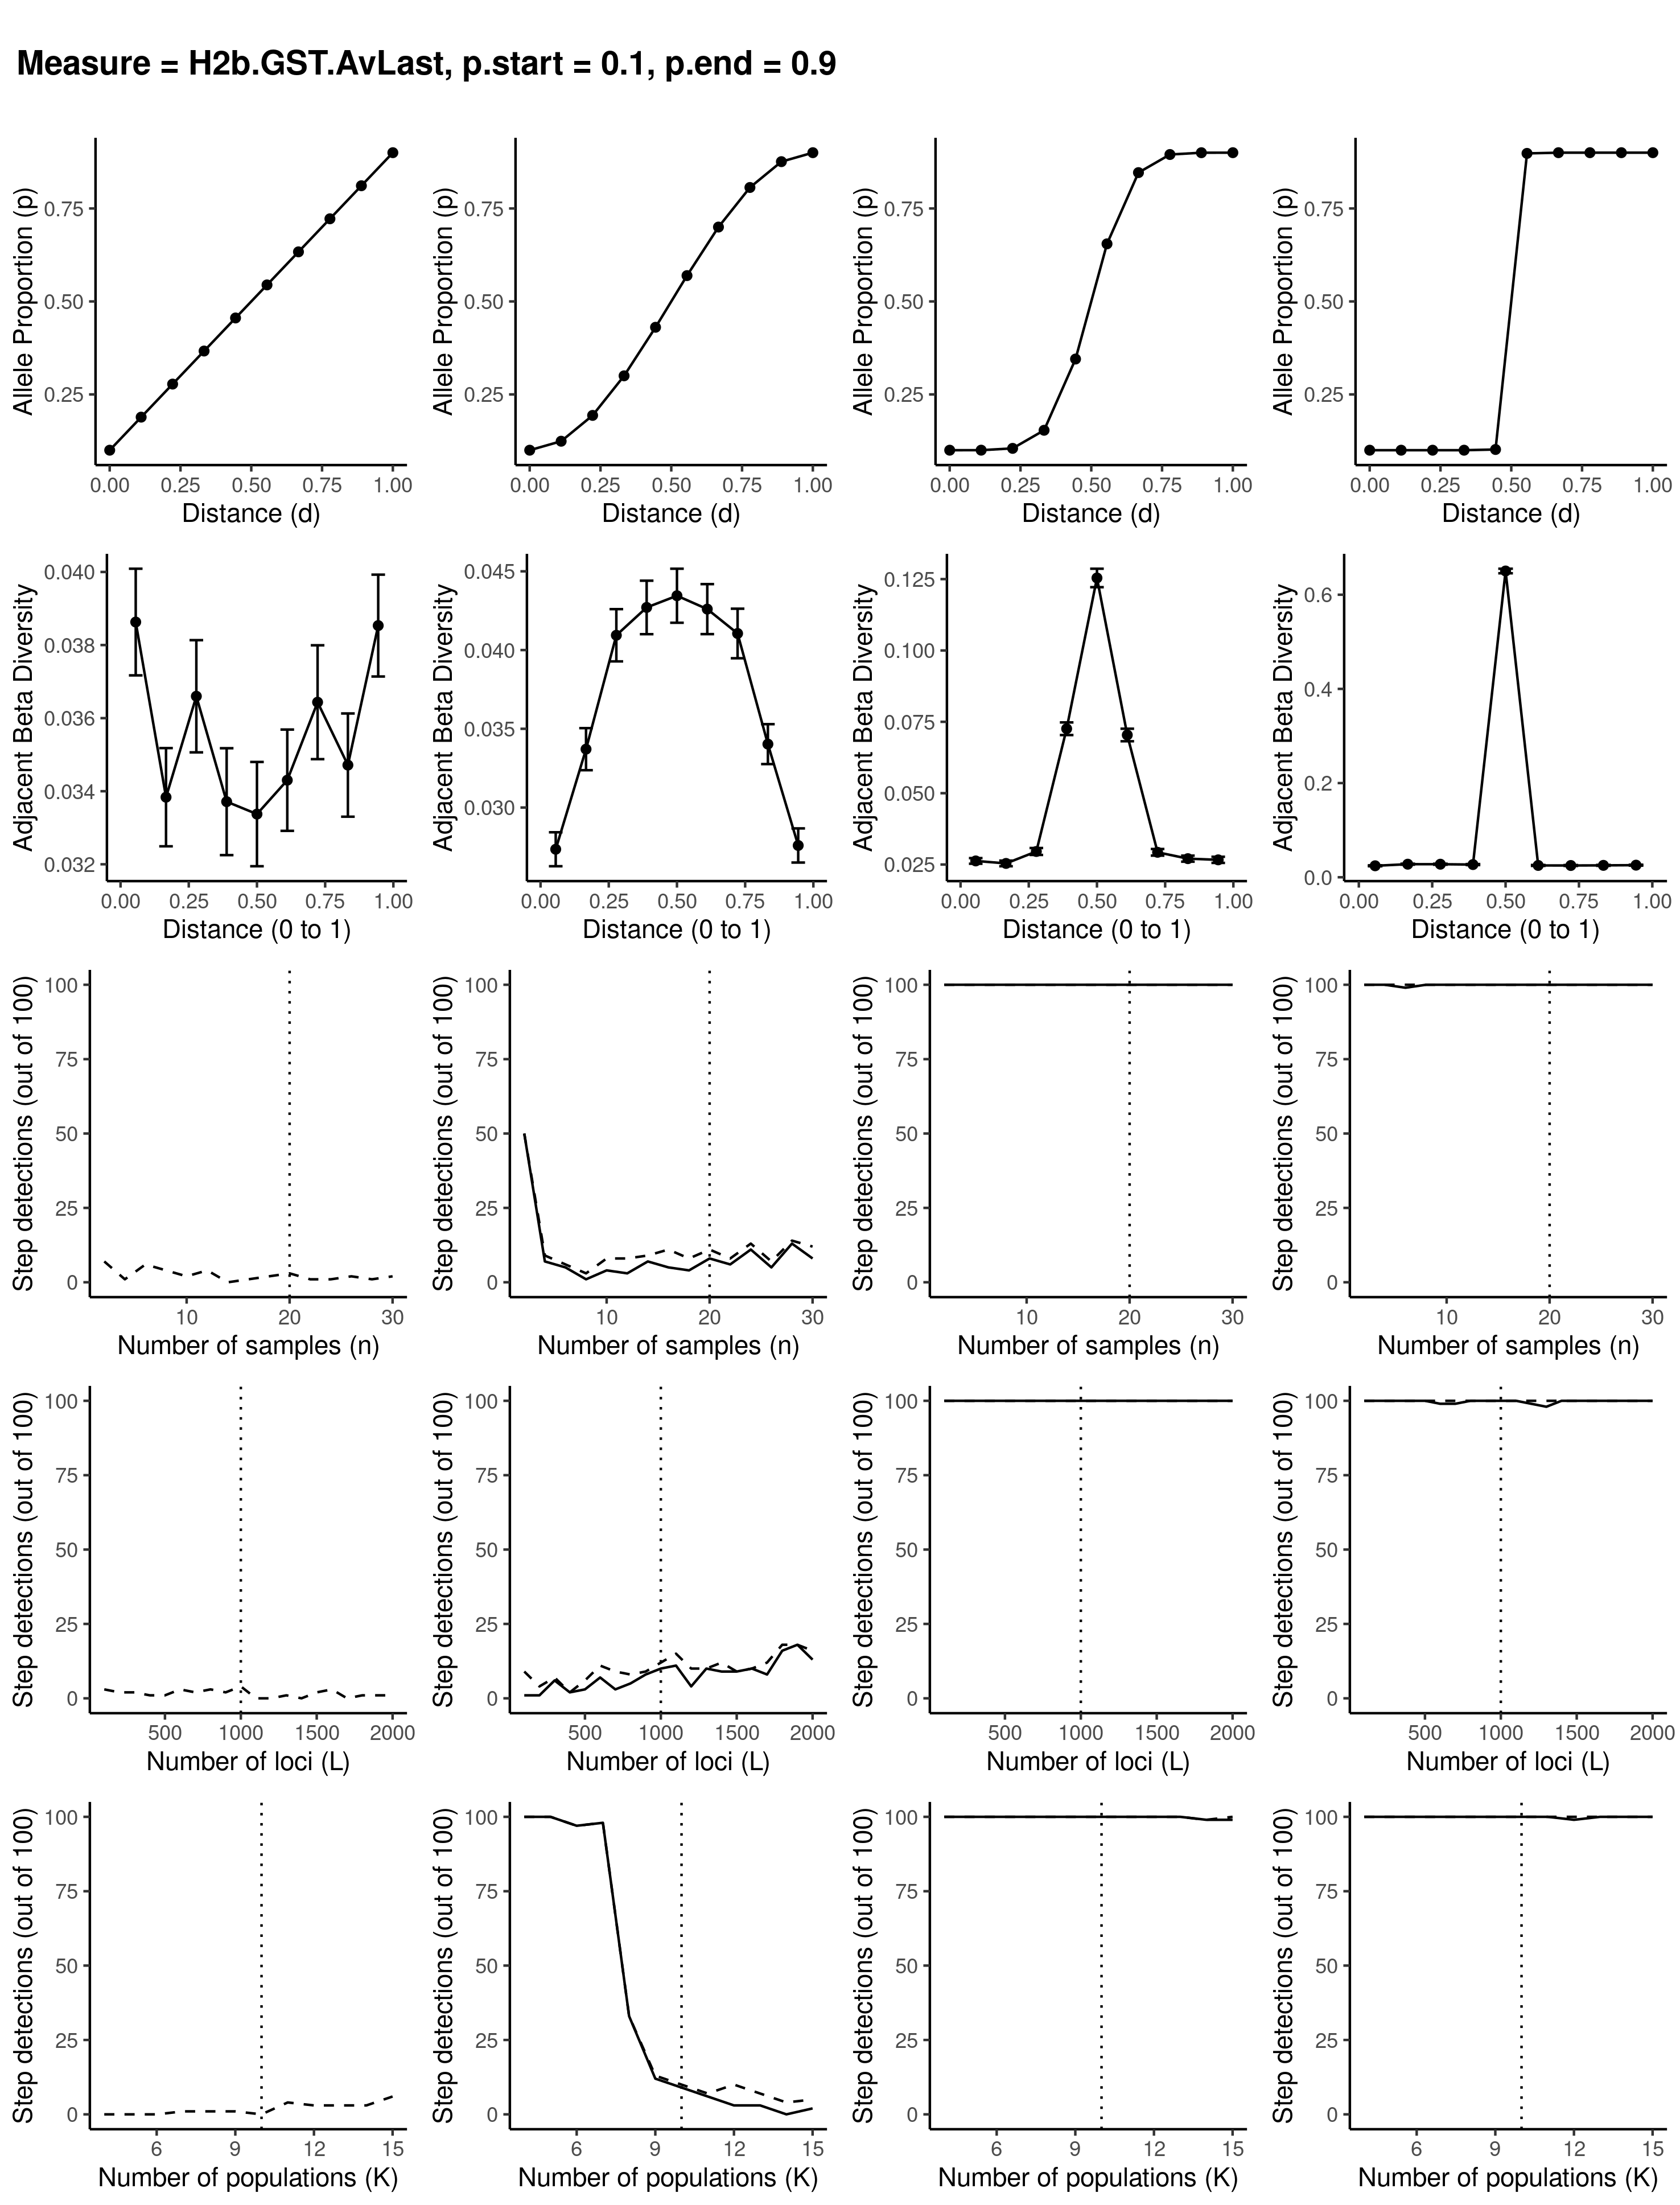 Measure = H2b.GST.AvLast, p.start = 0.1, p.end = 0.9
Allele Proportion (p)
0.75
0.50
0.25
0.00 0.25 0.50 0.75 1.00
Distance (d)
Allele Proportion (p)
0.75
0.50
0.25
0.00 0.25 0.50 0.75 1.00
Distance (d)
Allele Proportion (p)
0.75
0.50
0.25
0.00 0.25 0.50 0.75 1.00
Distance (d)
Allele Proportion (p)
0.75
0.50
0.25
0.00 0.25 0.50 0.75 1.00
Distance (d)
Adjacent Beta Diversity
0.040
0.038
0.036
0.034
0.032
0.00 0.25 0.50 0.75 1.00
Distance (0 to 1)
Adjacent Beta Diversity
0.045
0.040
0.035
0.030
0.00 0.25 0.50 0.75 1.00
Distance (0 to 1)
Adjacent Beta Diversity
0.125
0.100
0.075
0.050
0.025
0.00 0.25 0.50 0.75 1.00
Distance (0 to 1)
Adjacent Beta Diversity
0.6
0.4
0.2
0.0
0.00 0.25 0.50 0.75 1.00
Distance (0 to 1)
Step detections (out of 100)
100
75
50
25
0
10 20 30
Number of samples (n)
Step detections (out of 100)
100
75
50
25
0
10 20 30
Number of samples (n)
Step detections (out of 100)
100
75
50
25
0
10 20 30
Number of samples (n)
Step detections (out of 100)
100
75
50
25
0
10 20 30
Number of samples (n)
Step detections (out of 100)
100
75
50
25
0
500 1000 1500 2000
Number of loci (L)
Step detections (out of 100)
100
75
50
25
0
500 1000 1500 2000
Number of loci (L)
Step detections (out of 100)
100
75
50
25
0
500 1000 1500 2000
Number of loci (L)
Step detections (out of 100)
100
75
50
25
0
500 1000 1500 2000
Number of loci (L)
Step detections (out of 100)
100
75
50
25
0
6 9 12 15
Number of populations (K)
Step detections (out of 100)
100
75
50
25
0
6 9 12 15
Number of populations (K)
Step detections (out of 100)
100
75
50
25
0
6 9 12 15
Number of populations (K)
Step detections (out of 100)
100
75
50
25
0
6 9 12 15
Number of populations (K)